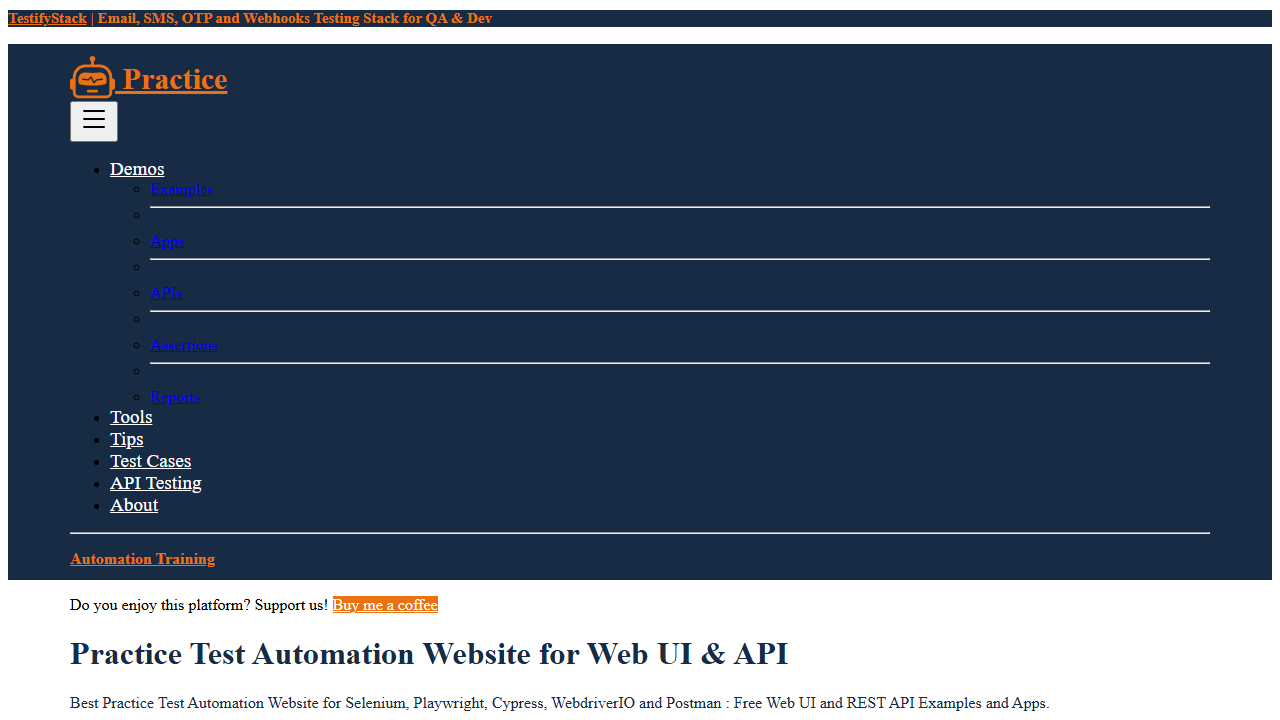 TestifyStack | Email, SMS, OTP and Webhooks Testing Stack for QA & Dev
Practice
Demos
Examples
Apps
APIs
Assertions
Reports
Tools
Tips
Test Cases
API Testing
About
Automation Training
Do you enjoy this platform? Support us! Buy me a coffee
Practice Test Automation Website for Web UI & API
Best Practice Test Automation Website for Selenium, Playwright, Cypress, WebdriverIO and Postman : Free Web UI and REST API Examples and Apps.